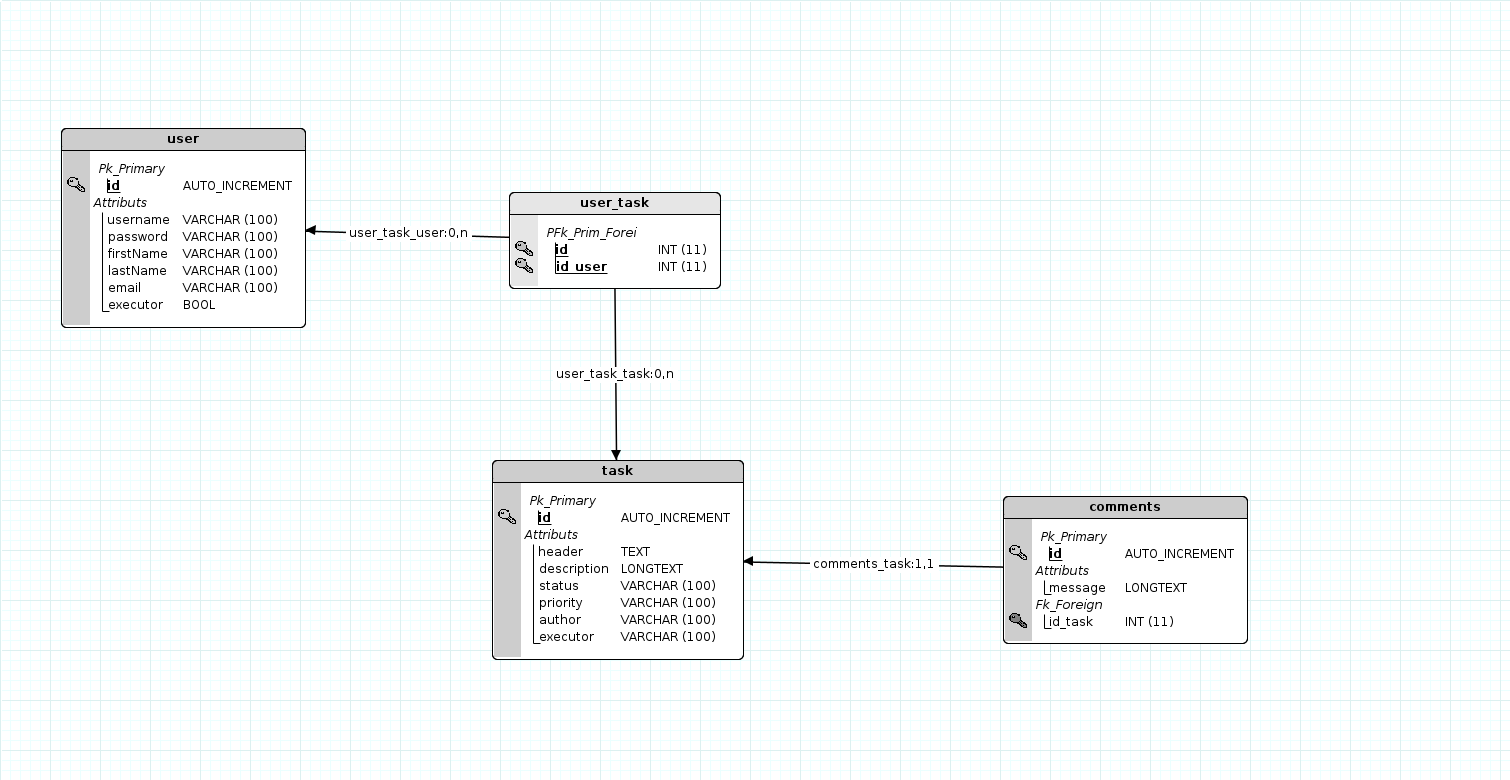 user
Pk_Primary
id AUTO_INCREMENT
Attributs
username VARCHAR (100)
password VARCHAR (100)
firstName VARCHAR (100)
lastName VARCHAR (100)
email VARCHAR (100)
executor BOOL
user_task_user:0,n
user_task
PFk_Prim_Forei
id INT (11)
id_user INT (11)
user_task_task:0,n
task
Pk_Primary
id AUTO_INCREMENT
Attributs
header TEXT
description LONGTEXT
status VARCHAR (100)
priority VARCHAR (100)
author VARCHAR (100)
executor VARCHAR (100)
comments_task:1,1
comments
Pk_Primary
id AUTO_INCREMENT
Attributs
message LONGTEXT
Fk_Foreign
id_task INT (11)